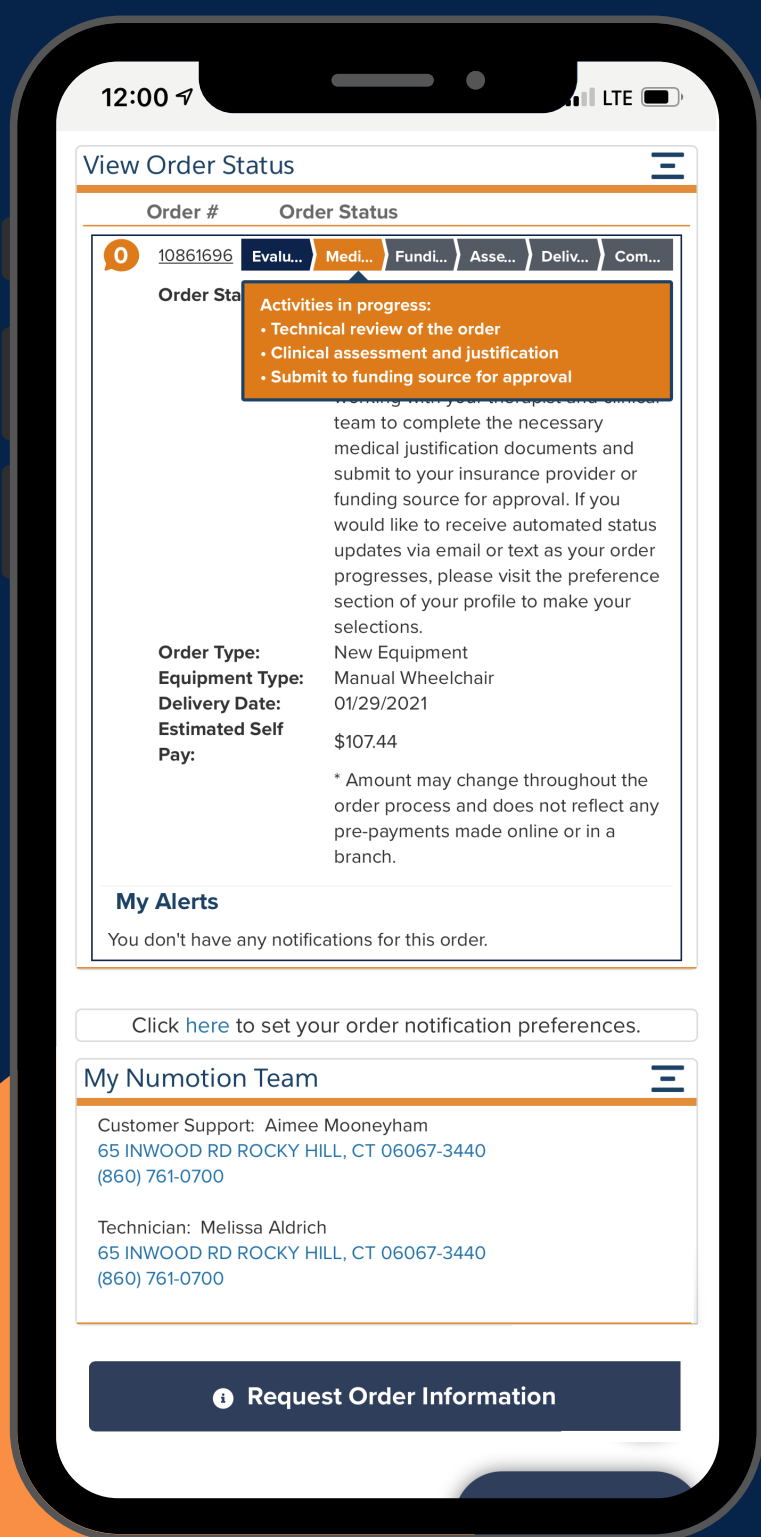 12:00
LTE
View Order Status
Order # Order Status
0 10861696 Evalu... Medi... Fundi... Asse... Deliv... Com...
Order Sta
Activities in progress:
• Technical review of the order
• Clinical assessment and justification
• Submit to funding source for approval
working with your therapist and clinical
team to complete the necessary
medical justification documents and
submit to your insurance provider or
funding source for approval. If you
would like to receive automated status
updates via email or text as your order
progresses, please visit the preference
section of your profile to make your
selections.
Order Type: New Equipment
Equipment Type: Manual Wheelchair
Delivery Date: 01/29/2021
Estimated Self
Pay: $107.44
* Amount may change throughout the
order process and does not reflect any
pre-payments made online or in a
branch.
My Alerts
You don't have any notifications for this order.
Click here to set your order notification preferences.
My Numotion Team
Customer Support: Aimee Mooneyham
65 INWOOD RD ROCKY HILL, CT 06067-3440
(860) 761-0700
Technician: Melissa Aldrich
65 INWOOD RD ROCKY HILL, CT 06067-3440
(860) 761-0700
Request Order Information